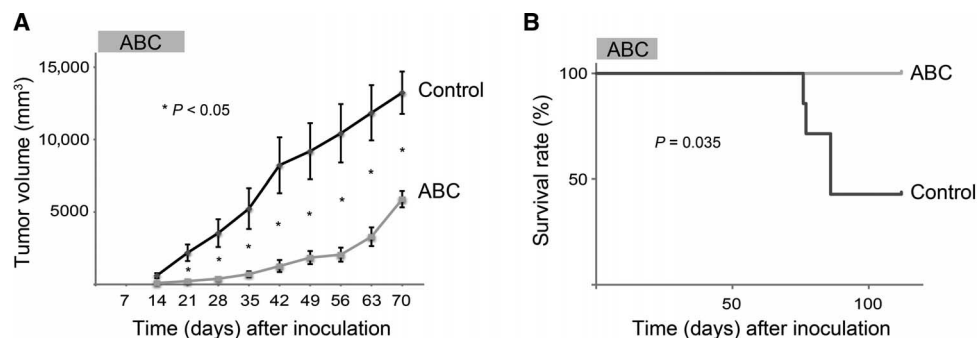 A
ABC
15,000
10,000
5000
Tumor volume (mm³)
* P < 0.05
Control
ABC
*
*
*
*
*
*
*
*
7 14 21 28 35 42 49 56 63 70
Time (days) after inoculation
B
ABC
100
50
Survival rate (%)
P = 0.035
ABC
Control
50 100
Time (days) after inoculation